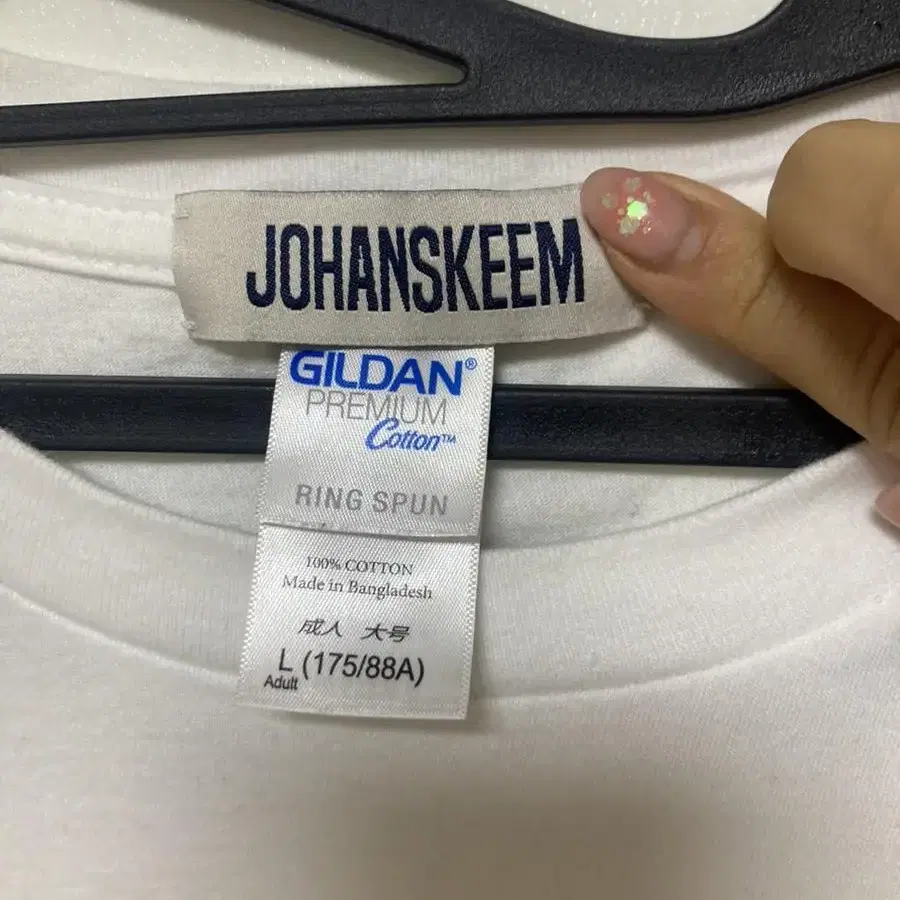 JOHANSKEEM
GILDAN®
PREMIUM
Cotton™
RING SPUN
100% COTTON
Made in Bangladesh
成人 大号
L (175/88A)
Adult